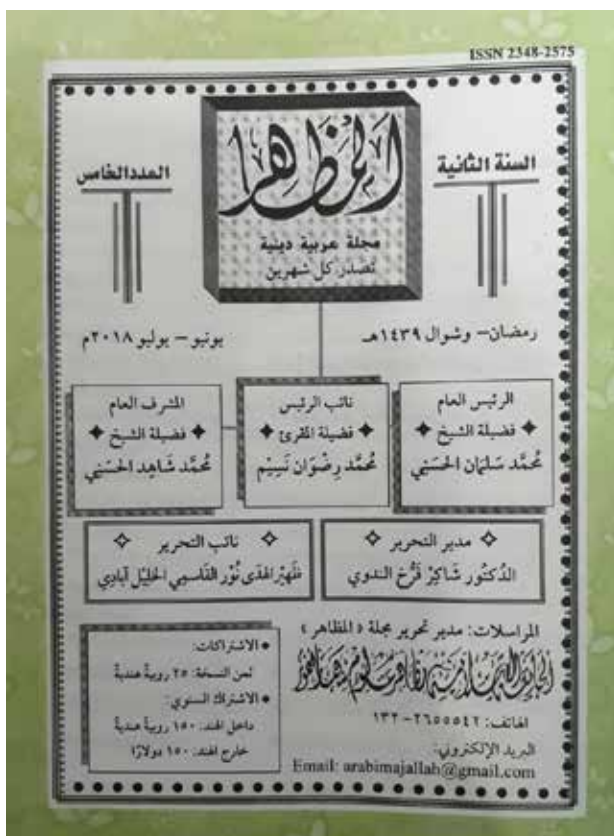 ISSN 2348-2575
السنة الثانية
المظاهر
العدد الخامس
مجلة عربية دينية
تصدر كل شهرين
رمضان – وشوال ١٤٣٩هـ
يونيو – يوليو ٢٠١٨م
الرئيس العام
فضيلة الشيخ
محمد سلمان الحسني
نائب الرئيس
فضيلة المقرئ
محمد رضوان نسيم
المشرف العام
فضيلة الشيخ
محمد شاهد الحسني
مدير التحرير
الدكتور شاكر فرخ الندوي
نائب التحرير
ظهير الهدى نور القاسمي الخليل آبادي
المراسلات: مدير تحرير مجلة «المظاهر»
الهاتف: ٢٦٥٥٥٤٢-١٣٢
البريد الإلكتروني:
Email: arabimajallah@gmail.com
الاشتراكات:
ثمن النسخة: ٢٥ روبية هندية
الاشتراك السنوي:
داخل الهند: ١٥٠ روبية هندية
خارج الهند: ١٥٠ دولارًا